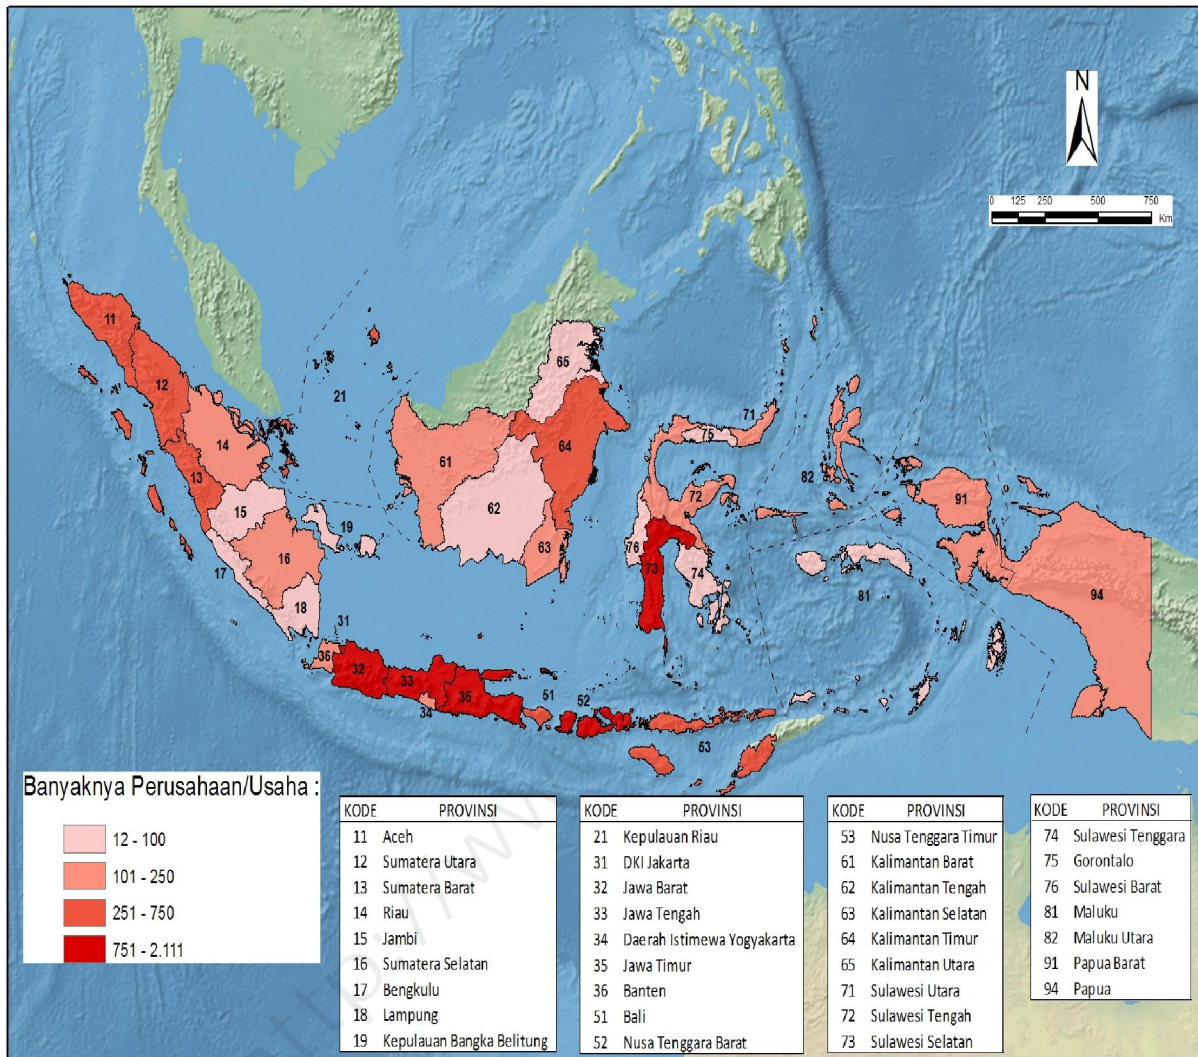 N
0 125 250 500 750
Km
11
12
13
14
15
16
17
18
19
21
31
32
33
34
35
36
51
52
53
61
62
63
64
65
71
72
73
74
75
76
81
82
91
94
Banyaknya Perusahaan/Usaha :
12 - 100
101 - 250
251 - 750
751 - 2.111
KODE PROVINSI
11 Aceh
12 Sumatera Utara
13 Sumatera Barat
14 Riau
15 Jambi
16 Sumatera Selatan
17 Bengkulu
18 Lampung
19 Kepulauan Bangka Belitung
KODE PROVINSI
21 Kepulauan Riau
31 DKI Jakarta
32 Jawa Barat
33 Jawa Tengah
34 Daerah Istimewa Yogyakarta
35 Jawa Timur
36 Banten
51 Bali
52 Nusa Tenggara Barat
KODE PROVINSI
53 Nusa Tenggara Timur
61 Kalimantan Barat
62 Kalimantan Tengah
63 Kalimantan Selatan
64 Kalimantan Timur
65 Kalimantan Utara
71 Sulawesi Utara
72 Sulawesi Tengah
73 Sulawesi Selatan
KODE PROVINSI
74 Sulawesi Tenggara
75 Gorontalo
76 Sulawesi Barat
81 Maluku
82 Maluku Utara
91 Papua Barat
94 Papua